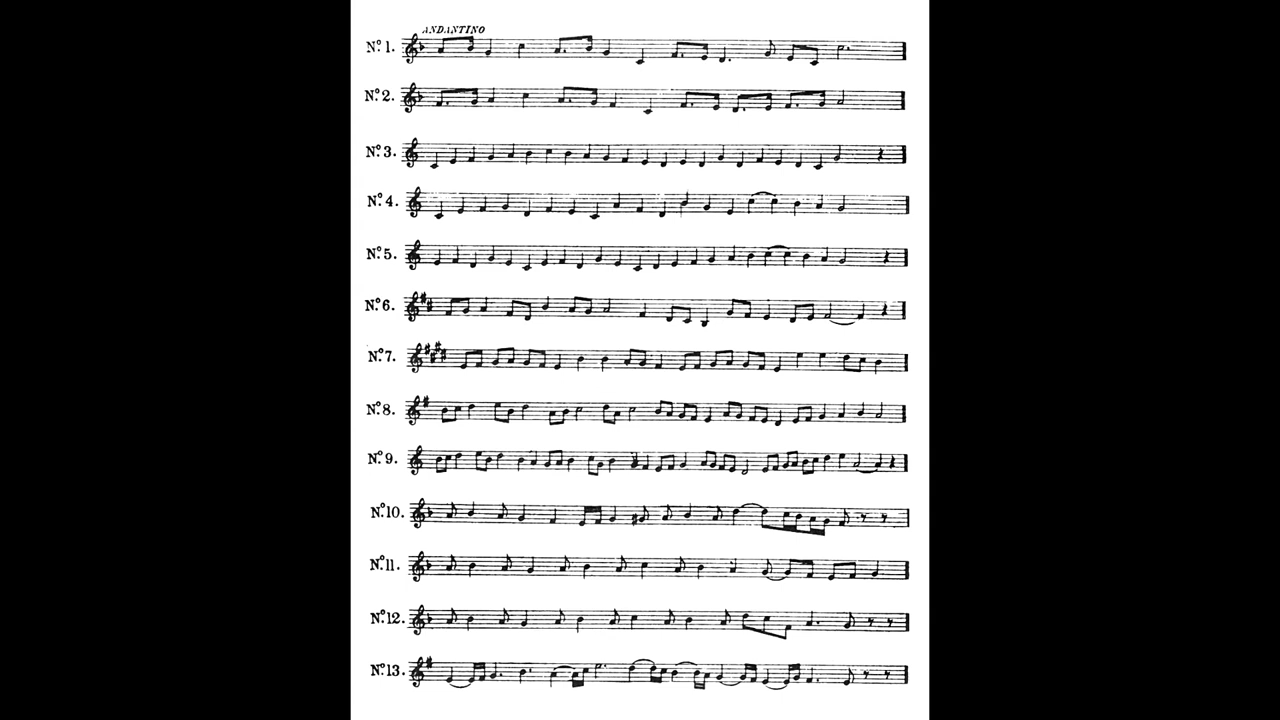 ANDANTINO
Nº 1.
Nº 2.
Nº 3.
Nº 4.
Nº 5.
Nº 6.
Nº 7.
Nº 8.
Nº 9.
Nº 10.
Nº 11.
Nº 12.
Nº 13.